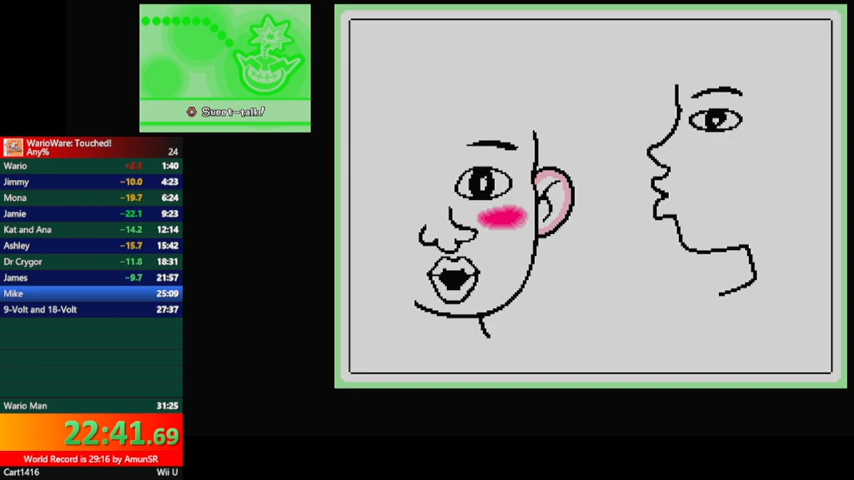 Sweet-talk!
WarioWare: Touched!
Any% 24
Wario +2.1 1:40
Jimmy −10.0 4:23
Mona −19.7 6:24
Jamie −22.1 9:23
Kat and Ana −14.2 12:14
Ashley −15.7 15:42
Dr Crygor −11.8 18:31
James −9.7 21:57
Mike 25:09
9-Volt and 18-Volt 27:37
Wario Man 31:25
22:41.69
World Record is 29:16 by AmunSR
Cart1416 Wii U